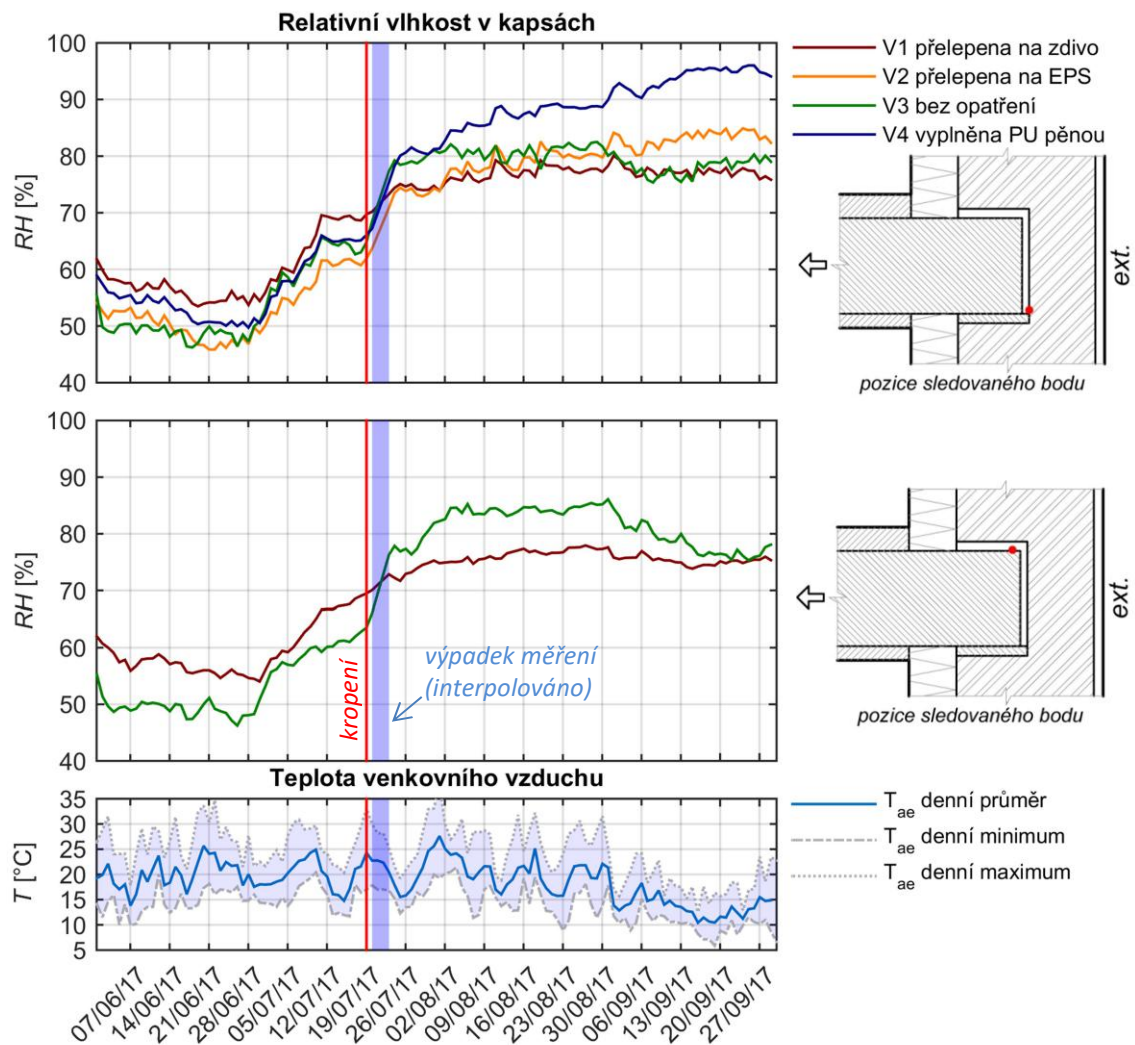 Relativní vlhkost v kapsách
100
90
80
70
60
50
40
RH [%]
V1 přelepena na zdivo
V2 přelepena na EPS
V3 bez opatření
V4 vyplněna PU pěnou
ext.
pozice sledovaného bodu
100
90
80
70
60
50
40
RH [%]
kropení
výpadek měření
(interpolováno)
ext.
pozice sledovaného bodu
Teplota venkovního vzduchu
35
30
25
20
15
10
5
T [°C]
Tae denní průměr
Tae denní minimum
Tae denní maximum
07/06/17
14/06/17
21/06/17
28/06/17
05/07/17
12/07/17
19/07/17
26/07/17
02/08/17
09/08/17
16/08/17
23/08/17
30/08/17
06/09/17
13/09/17
20/09/17
27/09/17